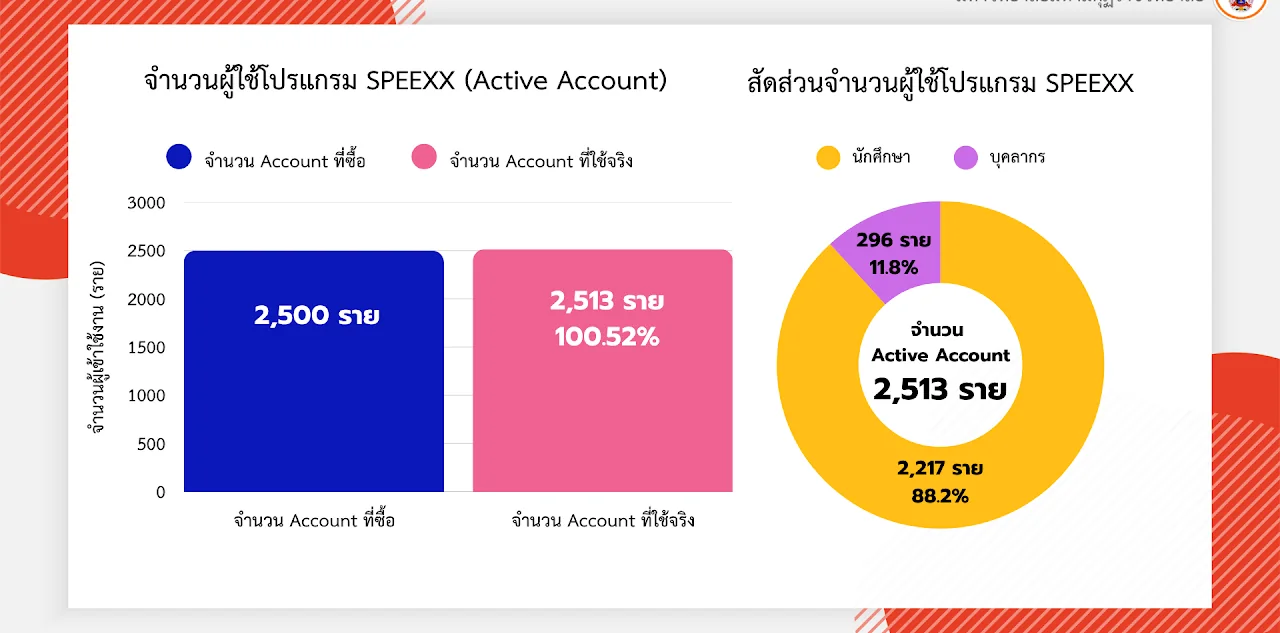 จำนวนผู้ใช้โปรแกรม SPEEXX (Active Account)
จำนวน Account ที่ซื้อ
จำนวน Account ที่ใช้จริง
3000
2500
2000
1500
1000
500
0
จำนวนผู้เข้าใช้งาน (ราย)
2,500 ราย
2,513 ราย
100.52%
จำนวน Account ที่ซื้อ
จำนวน Account ที่ใช้จริง
สัดส่วนจำนวนผู้ใช้โปรแกรม SPEEXX
นักศึกษา
บุคลากร
296 ราย
11.8%
จำนวน
Active Account
2,513 ราย
2,217 ราย
88.2%